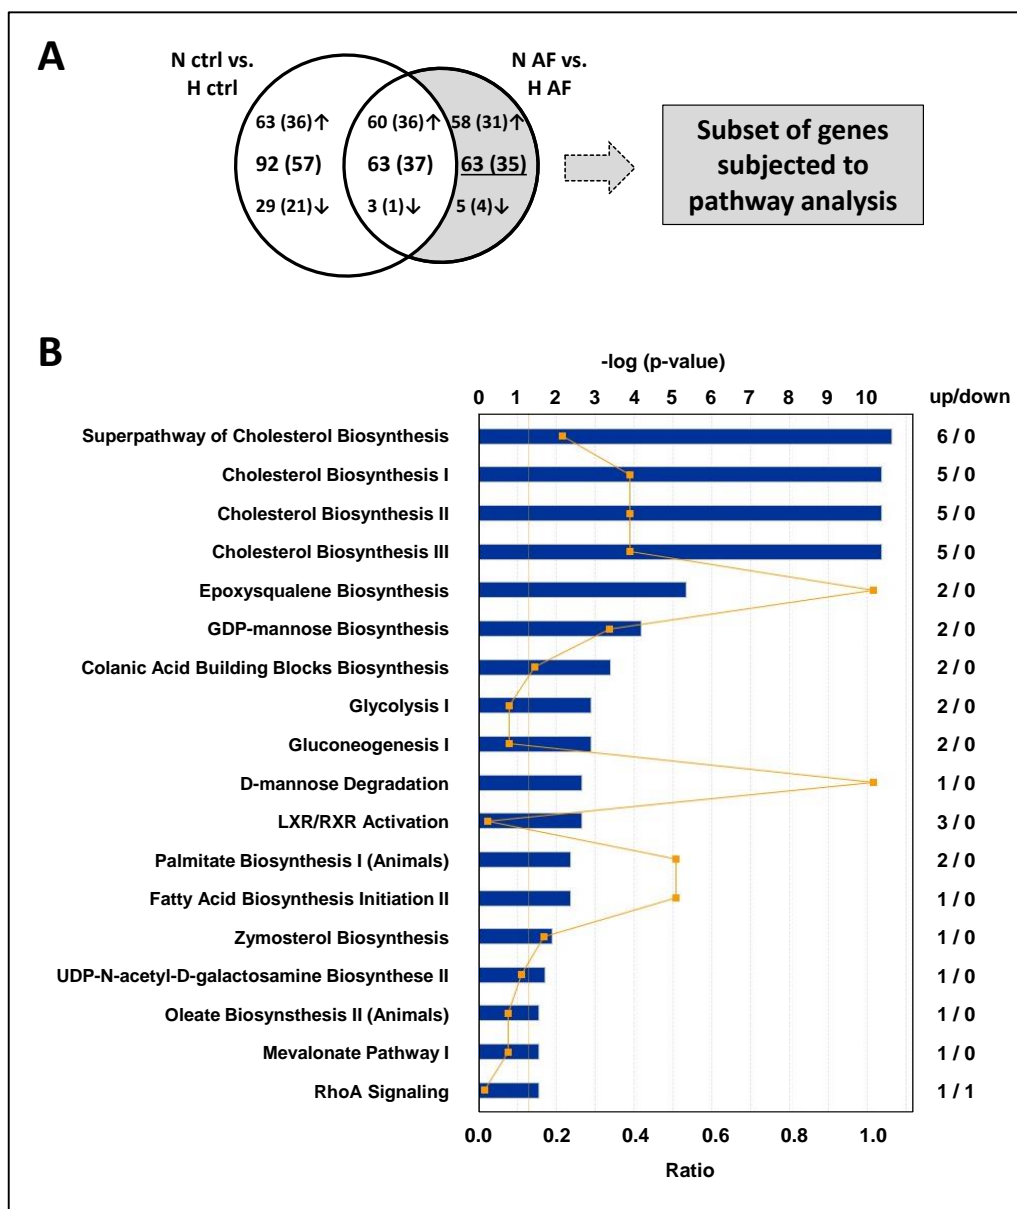 A
N ctrl vs.
H ctrl
N AF vs.
H AF
63 (36)↑
60 (36)↑
58 (31)↑
92 (57)
63 (37)
63 (35)
29 (21)↓
3 (1)↓
5 (4)↓
Subset of genes
subjected to
pathway analysis
B
-log (p-value)
0 1 2 3 4 5 6 7 8 9 10 up/down
Superpathway of Cholesterol Biosynthesis 6 / 0
Cholesterol Biosynthesis I 5 / 0
Cholesterol Biosynthesis II 5 / 0
Cholesterol Biosynthesis III 5 / 0
Epoxysqualene Biosynthesis 2 / 0
GDP-mannose Biosynthesis 2 / 0
Colanic Acid Building Blocks Biosynthesis 2 / 0
Glycolysis I 2 / 0
Gluconeogenesis I 2 / 0
D-mannose Degradation 1 / 0
LXR/RXR Activation 3 / 0
Palmitate Biosynthesis I (Animals) 2 / 0
Fatty Acid Biosynthesis Initiation II 1 / 0
Zymosterol Biosynthesis 1 / 0
UDP-N-acetyl-D-galactosamine Biosynthese II 1 / 0
Oleate Biosynsthesis II (Animals) 1 / 0
Mevalonate Pathway I 1 / 0
RhoA Signaling 1 / 1
0.0 0.2 0.4 0.6 0.8 1.0
Ratio